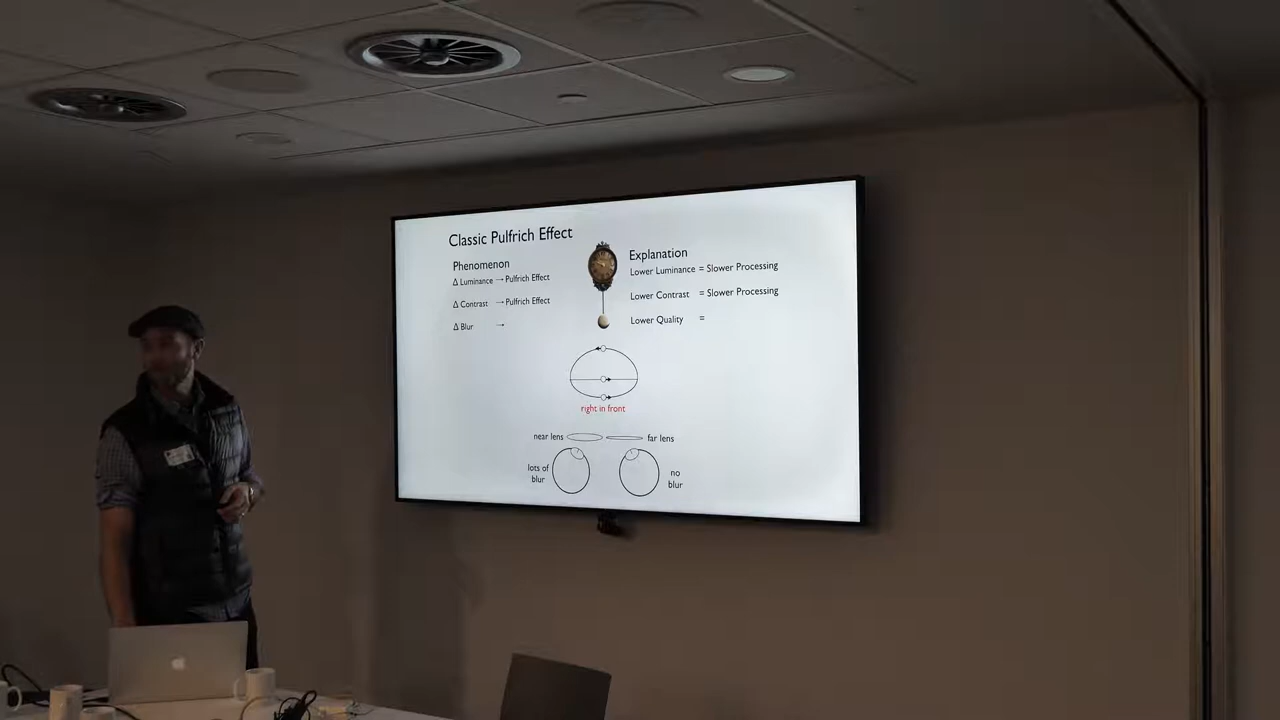 Classic Pulfrich Effect
Phenomenon
Δ Luminance → Pulfrich Effect
Δ Contrast → Pulfrich Effect
Δ Blur →
Explanation
Lower Luminance = Slower Processing
Lower Contrast = Slower Processing
Lower Quality =
right in front
near lens
far lens
lots of
blur
no
blur